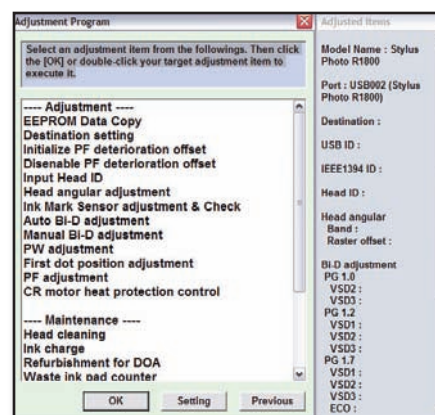 Adjustment Program
Select an adjustment item from the followings. Then click
the [OK] or double-click your target adjustment item to
execute it.
---- Adjustment ----
EEPROM Data Copy
Destination setting
Initialize PF deterioration offset
Disenable PF deterioration offset
Input Head ID
Head angular adjustment
Ink Mark Sensor adjustment & Check
Auto Bi-D adjustment
Manual Bi-D adjustment
PW adjustment
First dot position adjustment
PF adjustment
CR motor heat protection control
---- Maintenance ----
Head cleaning
Ink charge
Refurbishment for DOA
Waste ink pad counter
OK
Setting
Previous
Adjusted Items
Model Name : Stylus
Photo R1800
Port : USB002 (Stylus
Photo R1800)
Destination :
USB ID :
IEEE1394 ID :
Head ID :
Head angular
Band :
Raster offset :
Bi-D adjustment
PG 1.0
VSD2 :
VSD3 :
PG 1.2
VSD1 :
VSD2 :
VSD3 :
PG 1.7
VSD1 :
VSD2 :
VSD3 :
ECO :